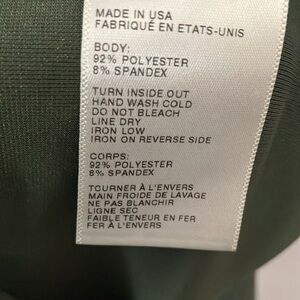 MADE IN USA
FABRIQUÉ EN ETATS-UNIS
BODY:
92% POLYESTER
8% SPANDEX
TURN INSIDE OUT
HAND WASH COLD
DO NOT BLEACH
LINE DRY
IRON LOW
IRON ON REVERSE SIDE
CORPS:
92% POLYESTER
8% SPANDEX
TOURNER À L'ENVERS
MAIN FROIDE DE LAVAGE
NE PAS BLANCHIR
LIGNE SEC
FAIBLE TENEUR EN FER
FER À L'ENVERS